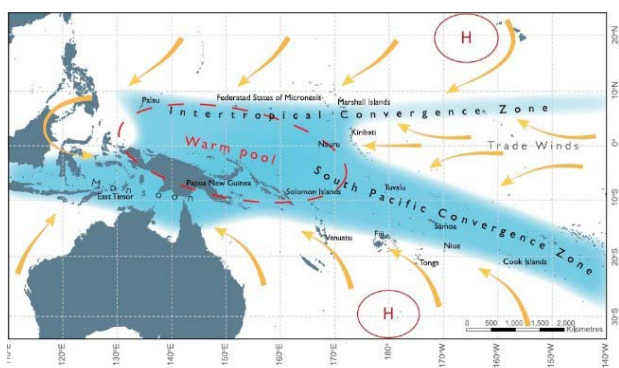 H
20°N
Palau
Federated States of Micronesia
Marshall Islands
10°N
Intertropical Convergence Zone
Kiribati
Warm pool
Nauru
Trade Winds
0°
Papua New Guinea
Solomon Islands
Tuvalu
Monsoon
East Timor
South Pacific Convergence Zone
10°S
Vanuatu
Fiji
Samoa
Niue
Tonga
Cook Islands
20°S
H
0 500 1,000 1,500 2,000
Kilometres
30°S
110°E 120°E 130°E 140°E 150°E 160°E 170°E 180° 170°W 160°W 150°W 140°W